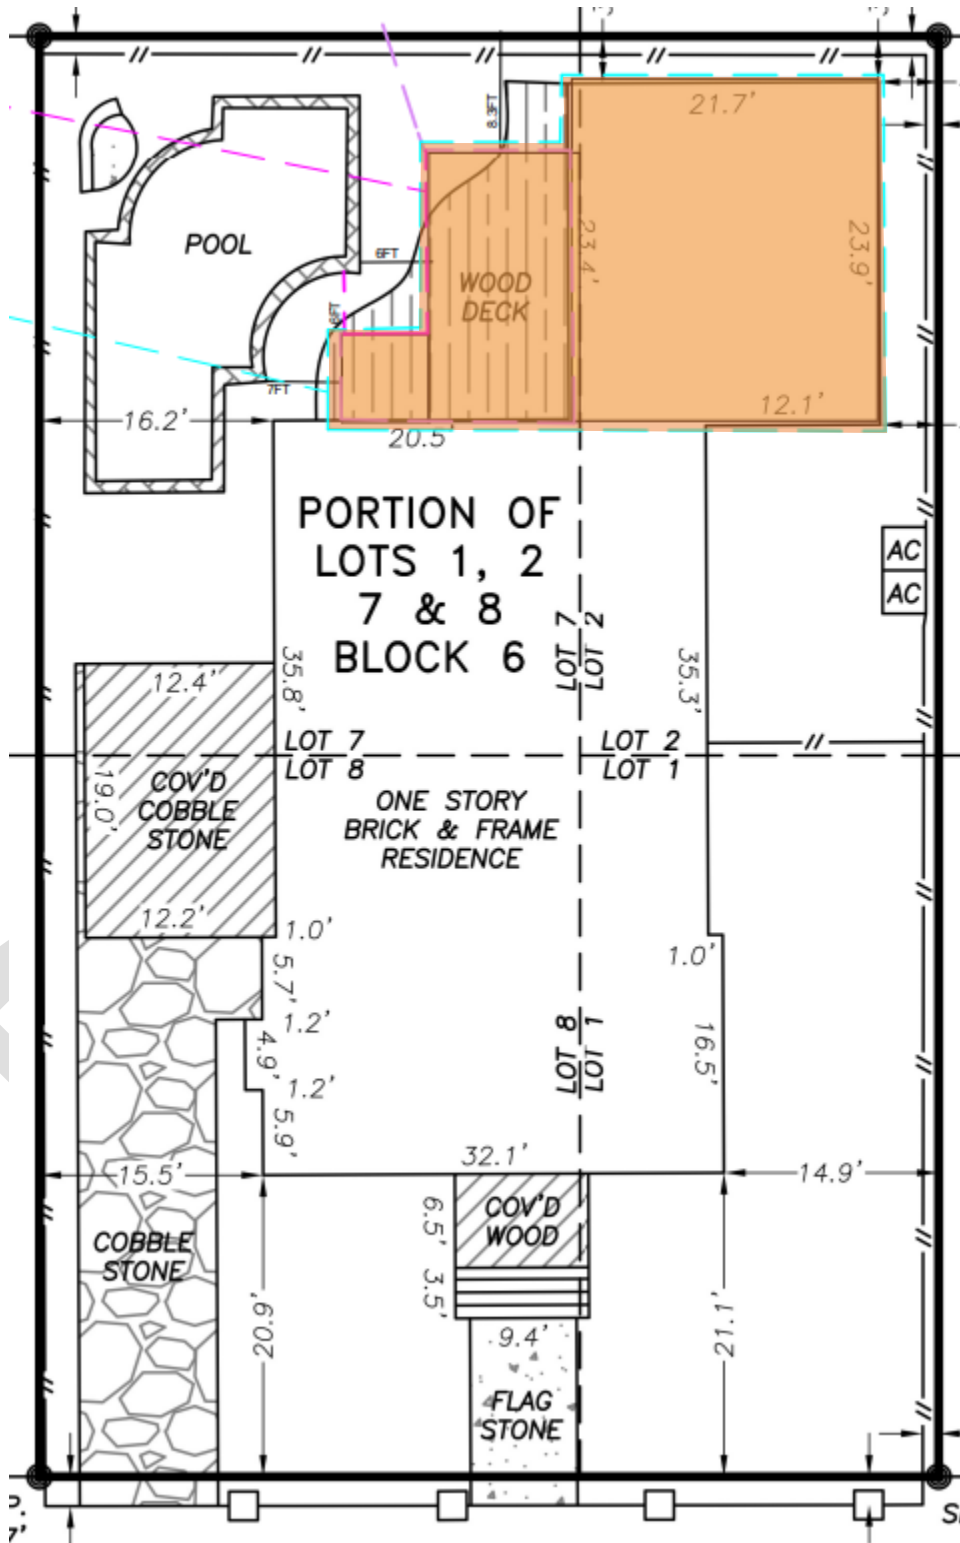 21.7'
8.3FT
POOL
23.4'
23.9'
6FT
WOOD
DECK
6FT
7FT
12.1'
16.2'
20.5
PORTION OF
LOTS 1, 2
7 & 8
BLOCK 6
AC
AC
LOT 7
LOT 2
35.8'
35.3'
12.4'
LOT 7
LOT 2
LOT 8
LOT 1
19.0'
COV'D
COBBLE
STONE
ONE STORY
BRICK & FRAME
RESIDENCE
12.2'
1.0'
1.0'
5.7'
1.2'
4.9'
LOT 8
LOT 1
16.5'
1.2'
5.9'
32.1'
15.5'
14.9'
6.5'
COV'D
WOOD
COBBLE
STONE
3.5'
20.9'
21.1'
9.4'
FLAG
STONE